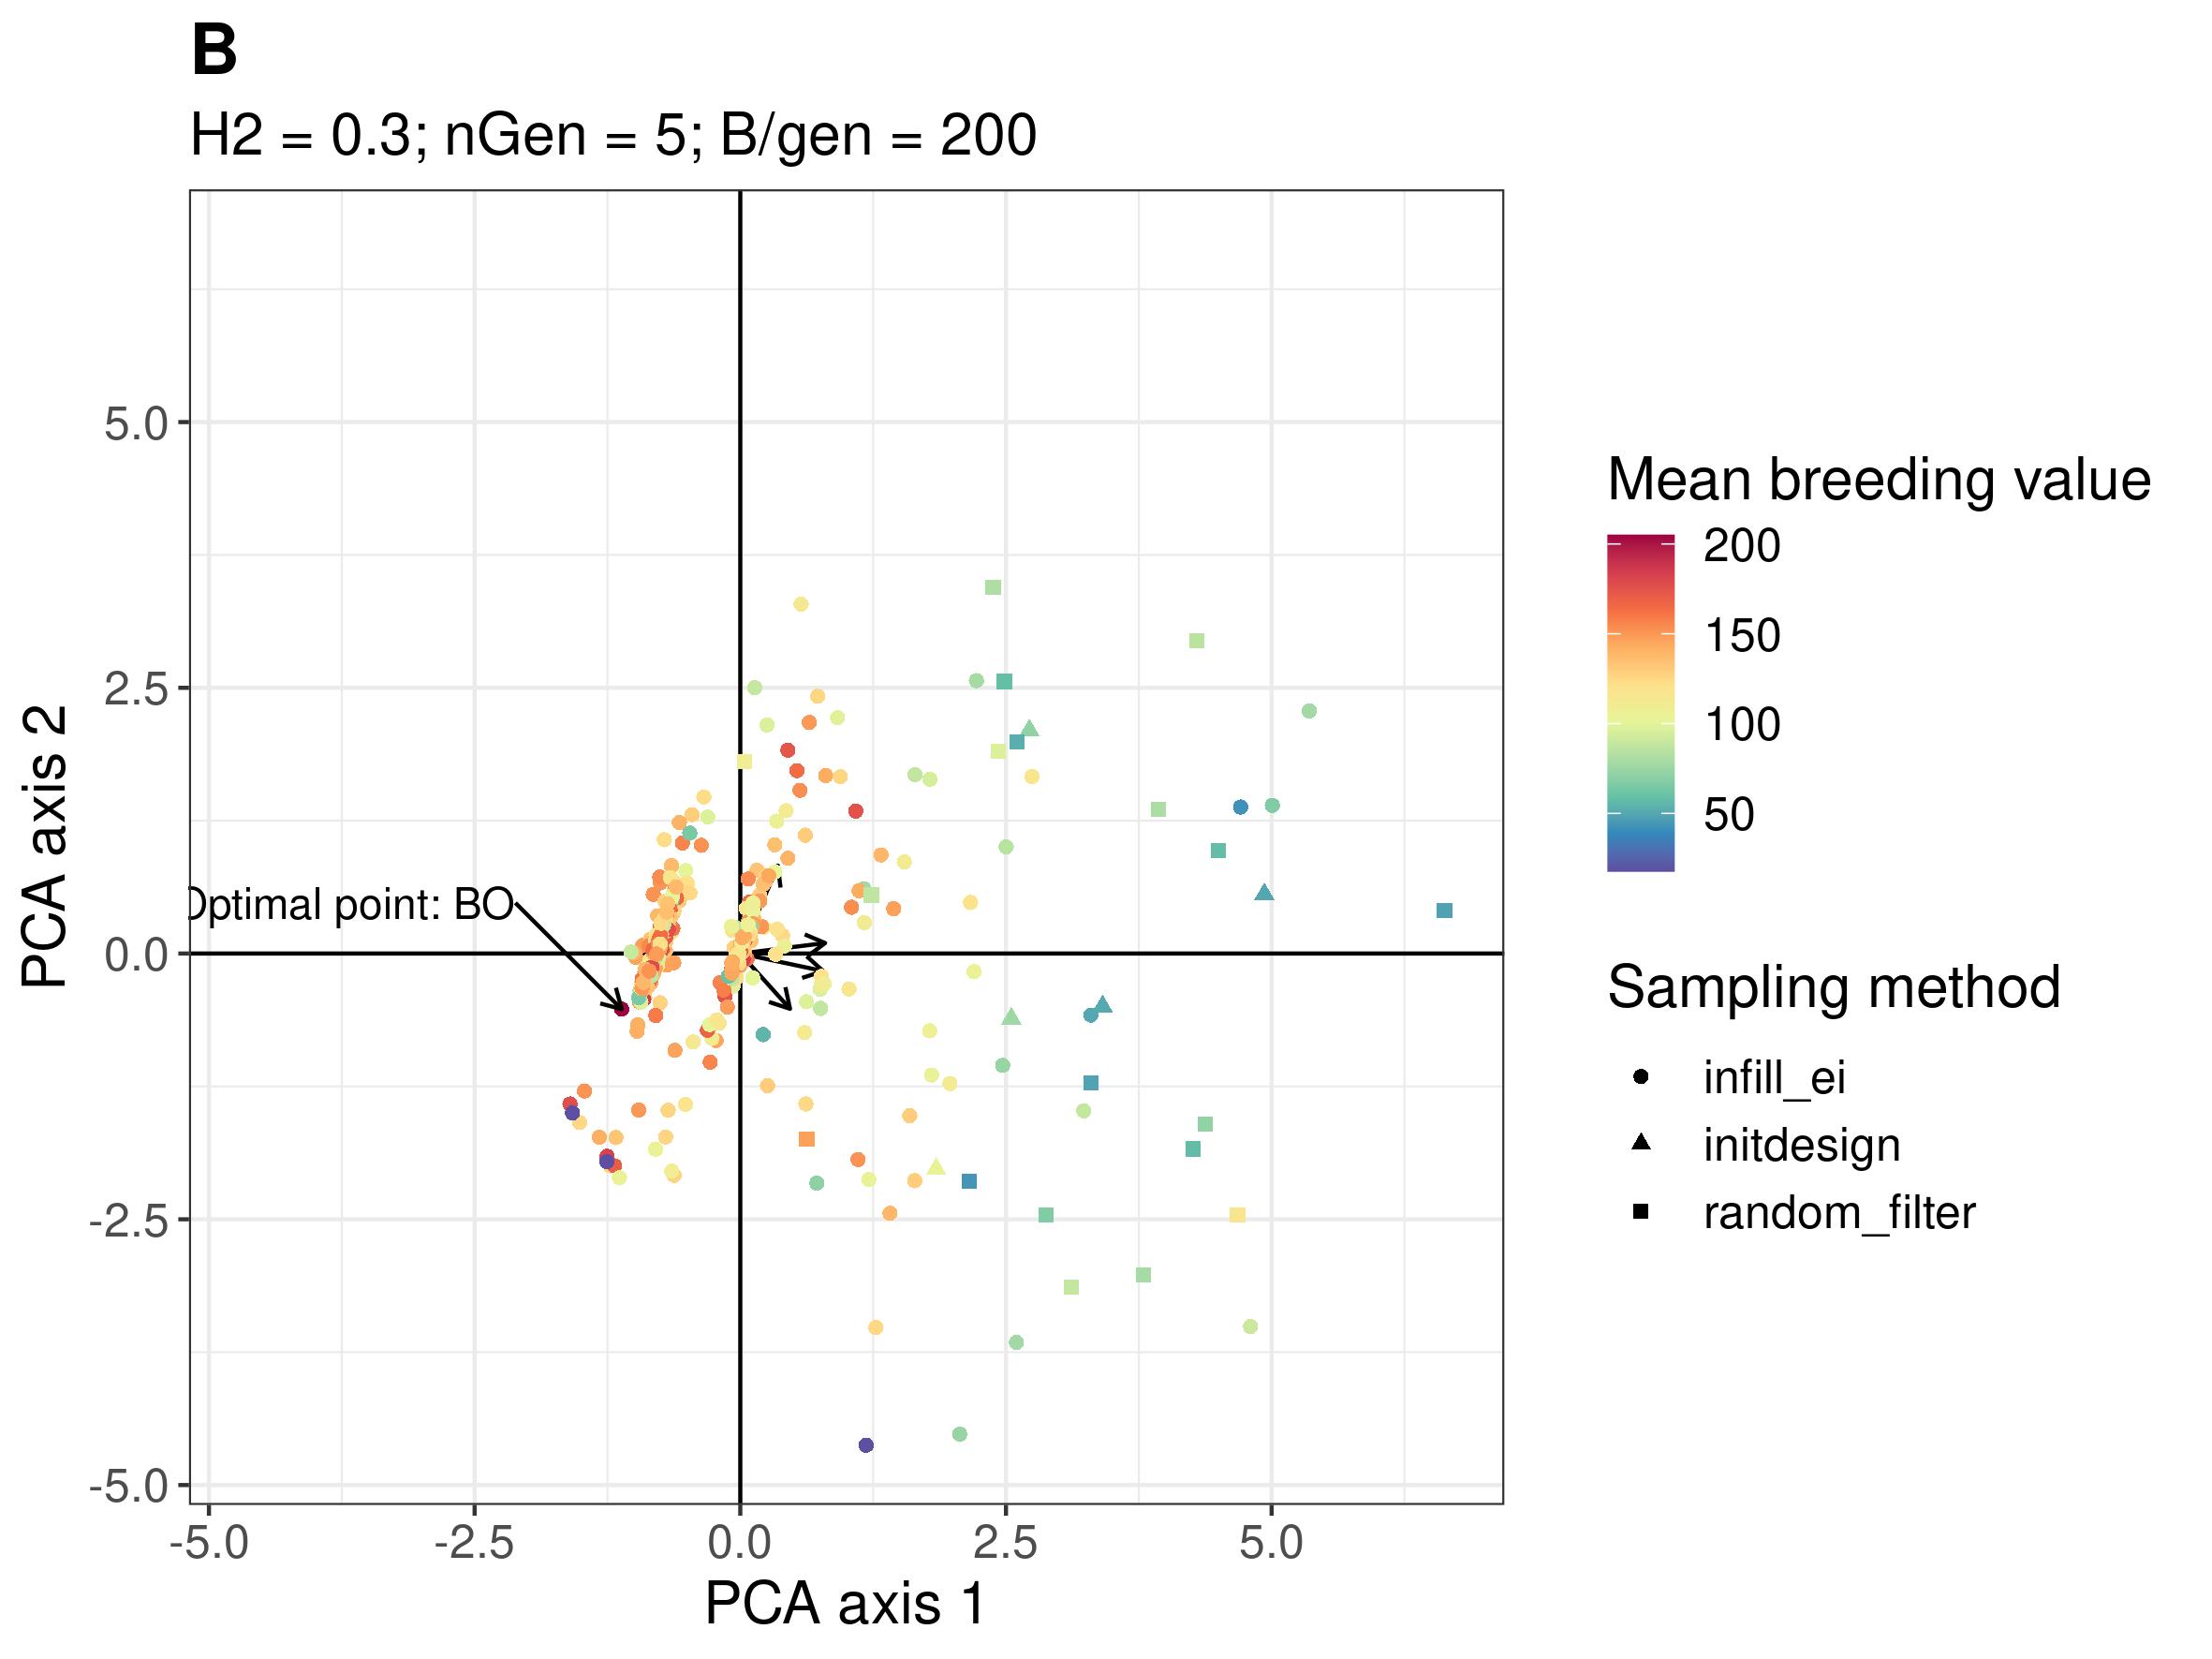 B
H2 = 0.3; nGen = 5; B/gen = 200
PCA axis 2
5.0
2.5
0.0
-2.5
-5.0
Optimal point: BO
-5.0
-2.5
0.0
2.5
5.0
PCA axis 1
Mean breeding value
200
150
100
50
Sampling method
infill_ei
initdesign
random_filter